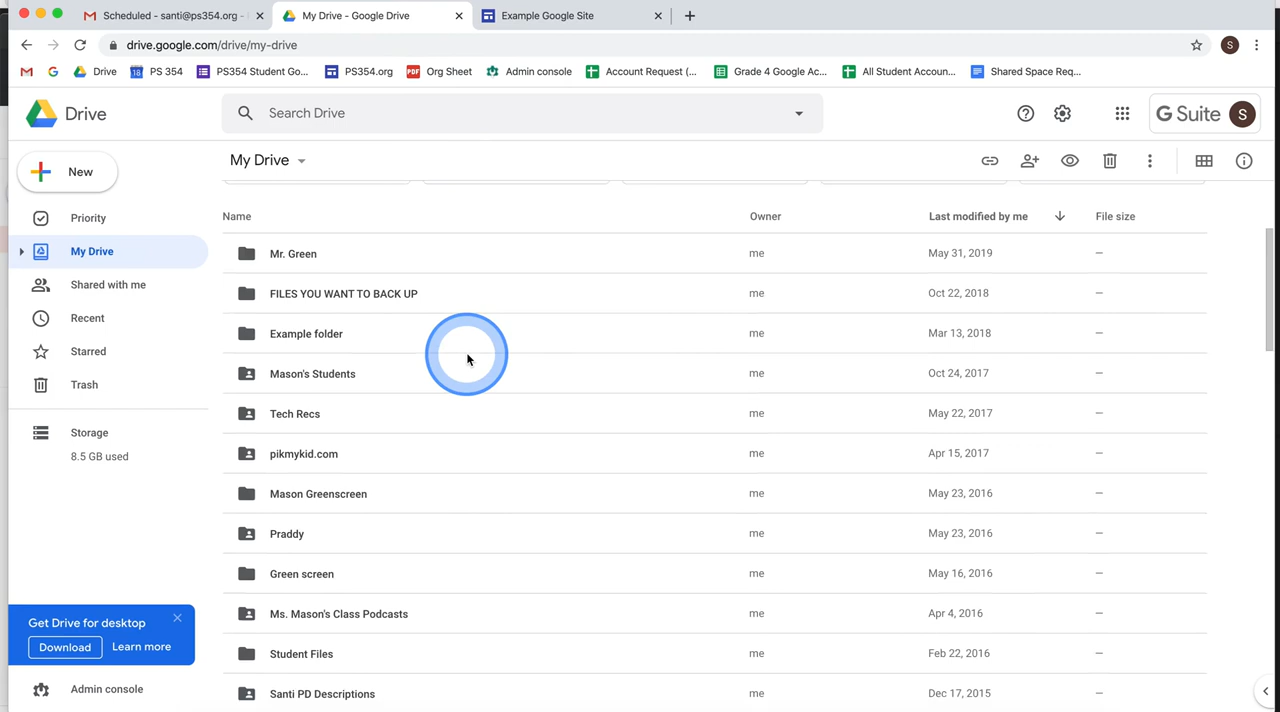 Scheduled - santi@ps354.org -
My Drive - Google Drive
Example Google Site
drive.google.com/drive/my-drive
S
G
Drive
18
PS 354
PS354 Student Go...
PS354.org
PDF
Org Sheet
Admin console
Account Request (...
Grade 4 Google Ac...
All Student Accoun...
Shared Space Req...
Drive
Search Drive
G Suite
S
New
My Drive
Priority
My Drive
Shared with me
Recent
Starred
Trash
Storage
8.5 GB used
Name Owner Last modified by me File size
Mr. Green me May 31, 2019 —
FILES YOU WANT TO BACK UP me Oct 22, 2018 —
Example folder me Mar 13, 2018 —
Mason's Students me Oct 24, 2017 —
Tech Recs me May 22, 2017 —
pikmykid.com me Apr 15, 2017 —
Mason Greenscreen me May 23, 2016 —
Praddy me May 23, 2016 —
Green screen me May 16, 2016 —
Ms. Mason's Class Podcasts me Apr 4, 2016 —
Student Files me Feb 22, 2016 —
Santi PD Descriptions me Dec 17, 2015 —
Get Drive for desktop
Download Learn more
Admin console